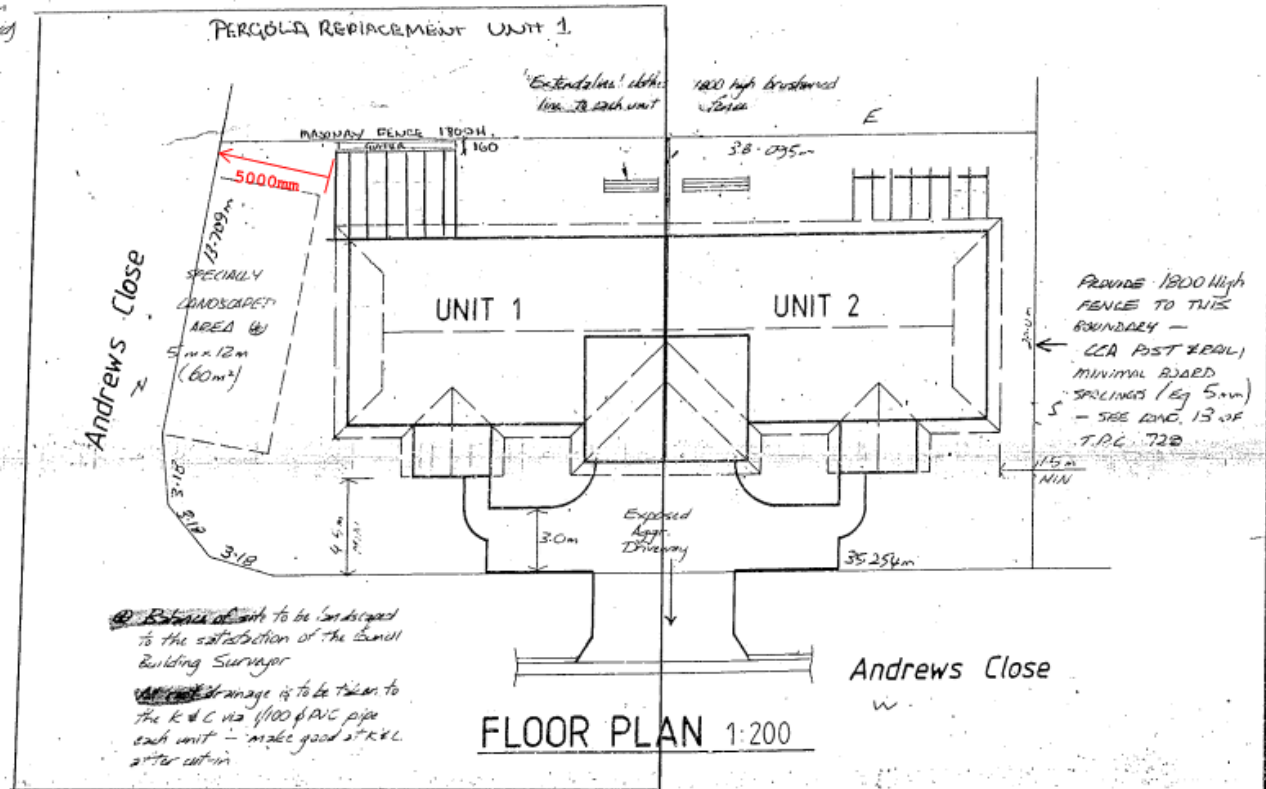 PERGOLA REPLACEMENT UNIT 1
'Extendaline' clothes
line to each unit
1800 high brushwood
fence
E
MASONRY FENCE 1800H.
GUTTER
160
38.095m
5000mm
13.709m
Andrews Close
N
SPECIALLY
LANDSCAPED
AREA @
5m x 12m
(60m²)
UNIT 1
UNIT 2
PROVIDE 1800 High
FENCE TO THIS
BOUNDARY —
CCA POST & RAIL,
MINIMAL BOARD
SPACINGS (Eg 5mm)
— SEE COND. 13 OF
T.P.C. 728
S
1.5m
MIN
3.18
3.18
3.18
4.5m
MIN
3.0m
Exposed
Aggr.
Driveway
35.254m
Balance of site to be landscaped
to the satisfaction of the Council
Building Surveyor
All roof drainage is to be taken to
the K & C via 1/100 φ PVC pipe
each unit — make good at K & C
after cut-in
Andrews Close
W
FLOOR PLAN 1:200